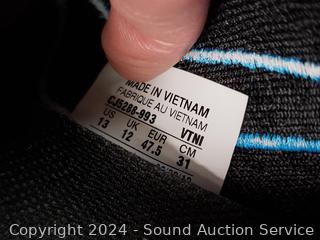 MADE IN VIETNAM
FABRIQUE AU VIETNAM
CJ5288-993 VTNI
US UK EUR CM
13 12 47.5 31
Copyright 2024 - Sound Auction Service